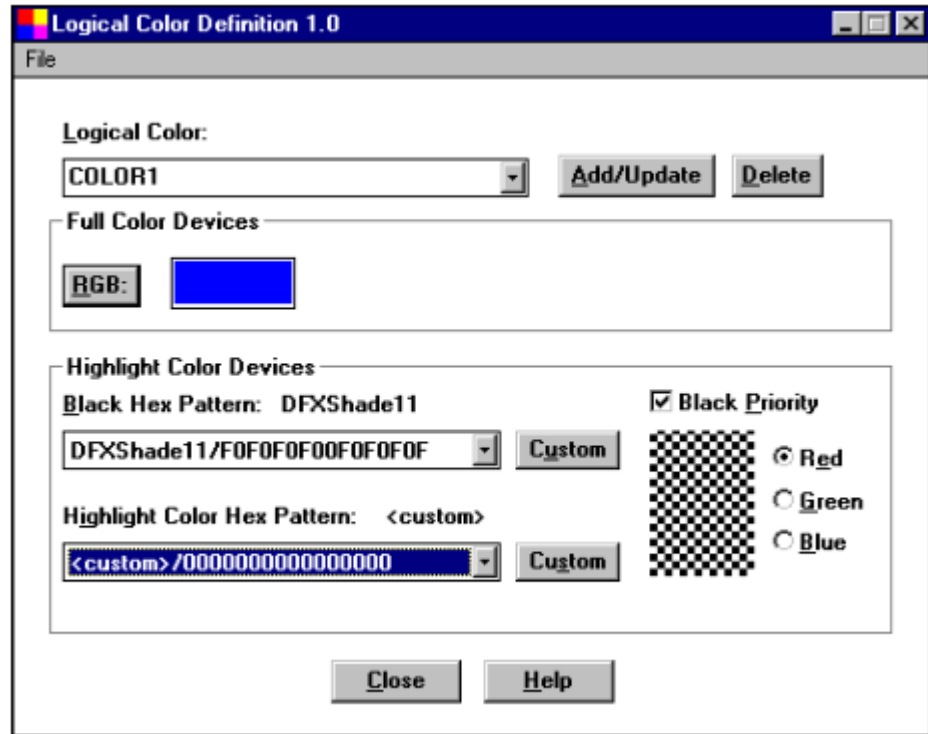 Logical Color Definition 1.0
File
Logical Color:
COLOR1 Add/Update Delete
Full Color Devices
RGB:
Highlight Color Devices
Black Hex Pattern: DFXShade11 Black Priority
DFXShade11/F0F0F0F00F0F0F0F Custom Red
Green
Highlight Color Hex Pattern: <custom>
Blue
<custom>/0000000000000000 Custom
Close Help